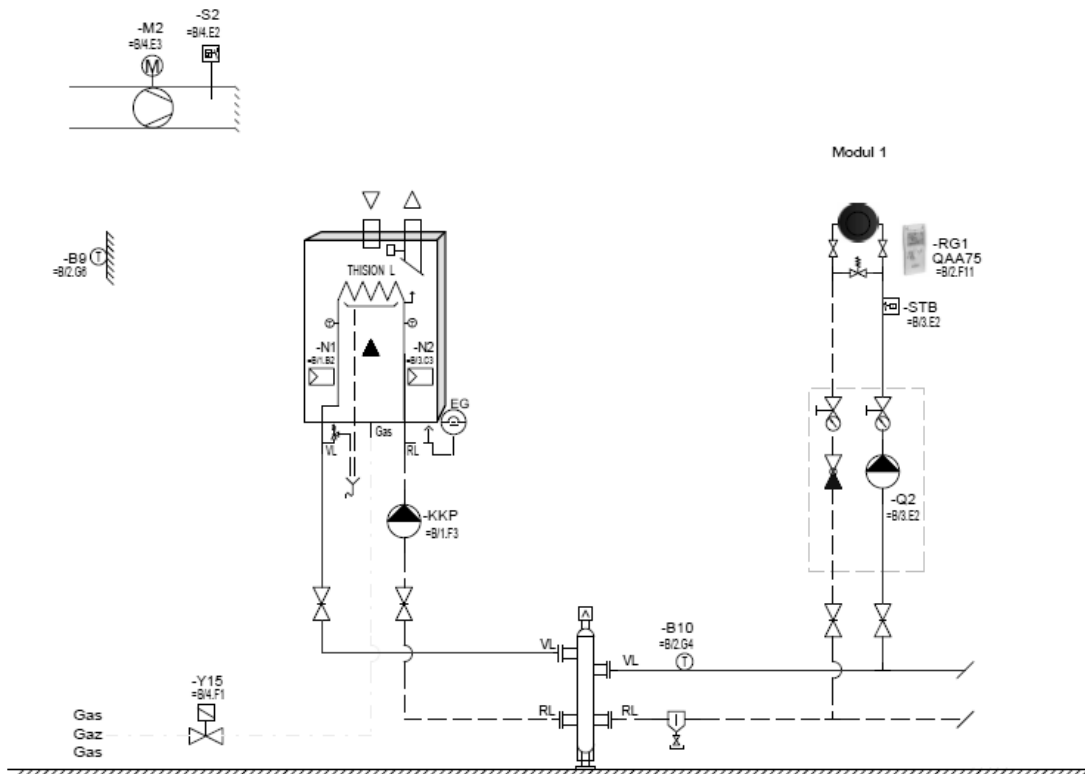 -S2
=B/4.E2
-M2
=B/4.E3
M
Modul 1
-B9
=B/2.G6
T
THISION L
T
T
-N1
=B/1.B2
-N2
=B/3.C3
-RG1
QAA75
=B/2.F11
-STB
=B/3.E2
EG
VL
Gas
RL
-KKP
=B/1.F3
-Q2
=B/3.E2
VL
-B10
=B/2.G4
T
VL
RL
RL
-Y15
=B/4.F1
Gas
Gaz
Gas